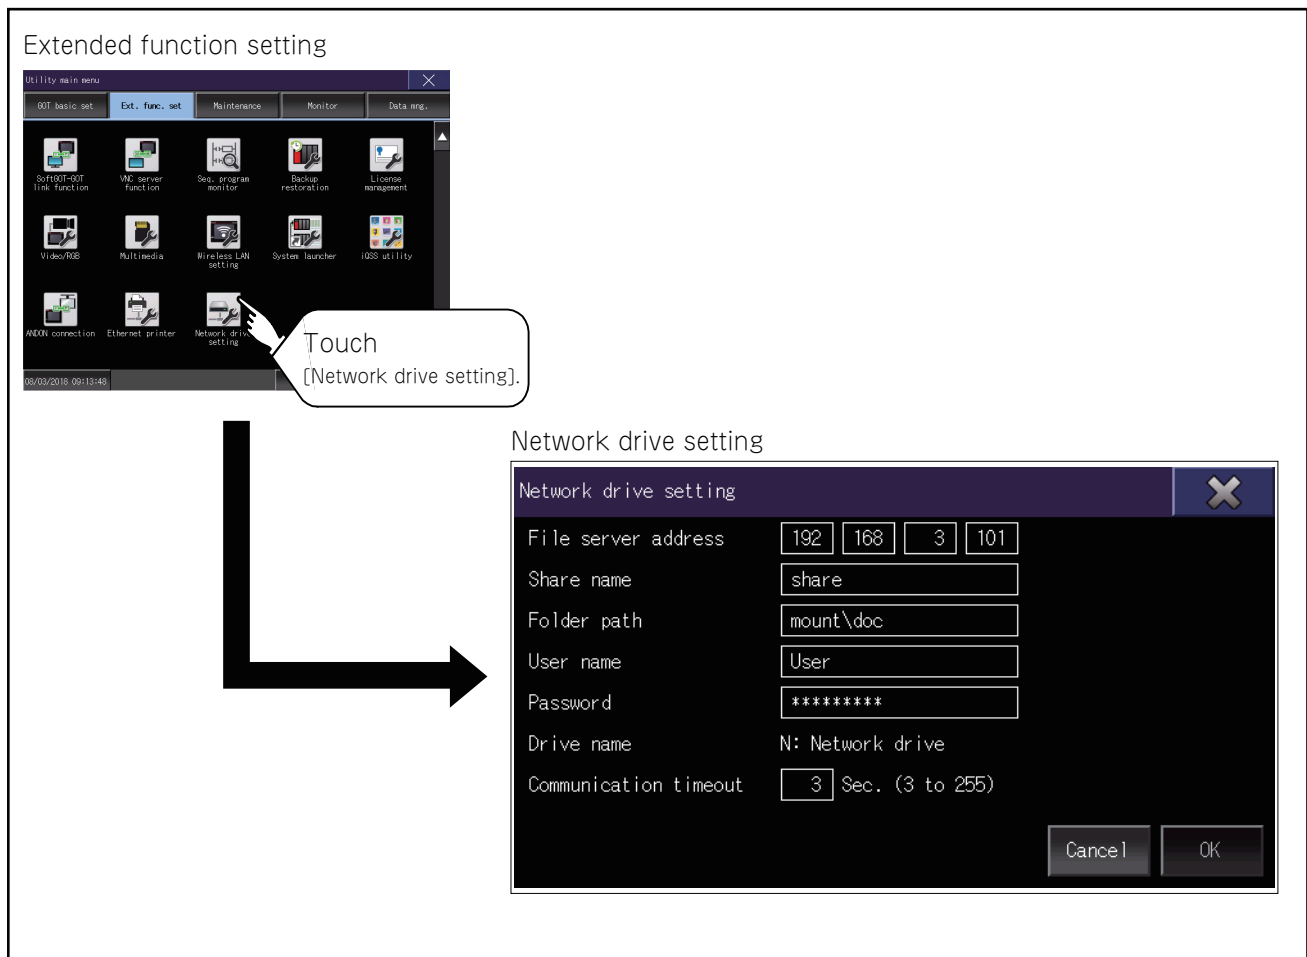 Extended function setting
Utility main menu
GOT basic set Ext. func. set Maintenance Monitor Data mng.
SoftGOT-GOT link function
VNC server function
Seq. program monitor
Backup restoration
License management
Video/RGB
Multimedia
Wireless LAN setting
System launcher
iQSS utility
ANDON connection
Ethernet printer
Network driv
setting
Touch
[Network drive setting].
08/03/2018 09:13:48
Network drive setting
Network drive setting
File server address 192 168 3 101
Share name share
Folder path mount\doc
User name User
Password *********
Drive name N: Network drive
Communication timeout 3 Sec. (3 to 255)
Cancel OK